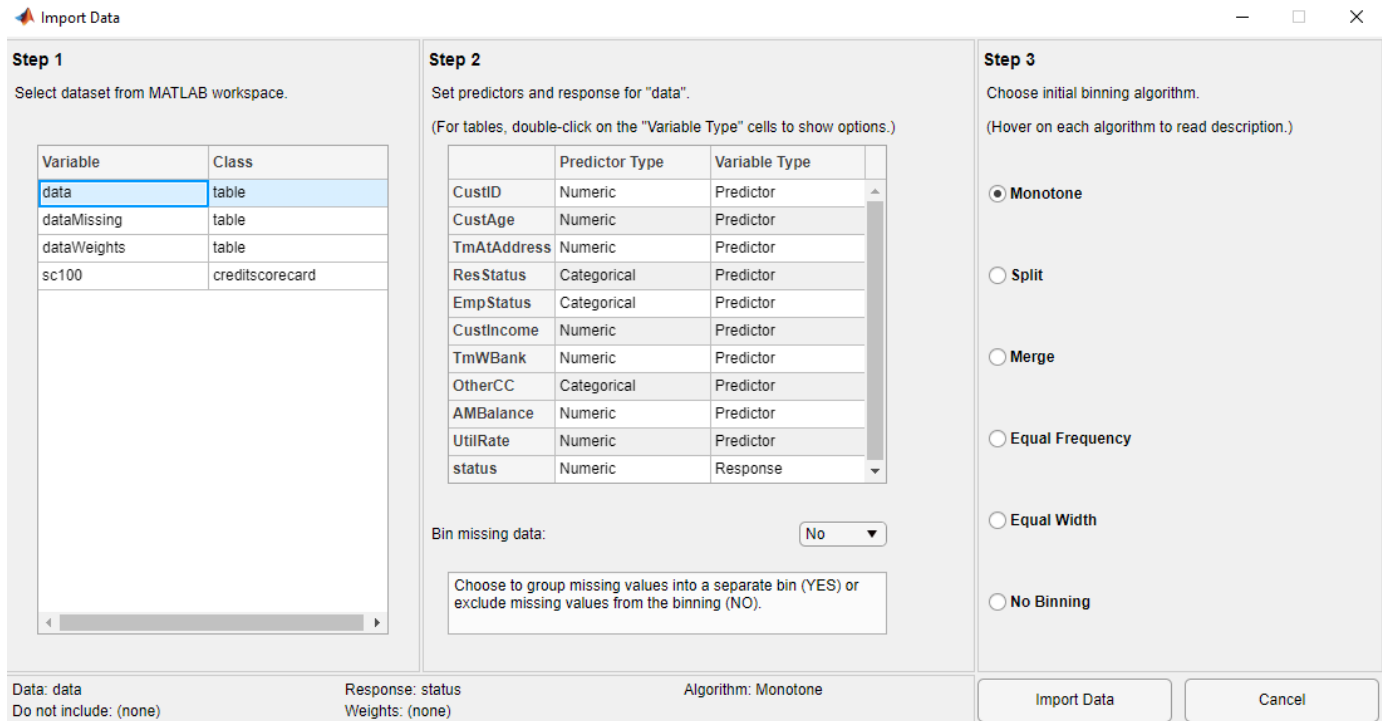 Import Data
Step 1
Select dataset from MATLAB workspace.
Variable Class
data table
dataMissing table
dataWeights table
sc100 creditscorecard
Step 2
Set predictors and response for "data".
(For tables, double-click on the "Variable Type" cells to show options.)
Predictor Type Variable Type
CustID Numeric Predictor
CustAge Numeric Predictor
TmAtAddress Numeric Predictor
ResStatus Categorical Predictor
EmpStatus Categorical Predictor
CustIncome Numeric Predictor
TmWBank Numeric Predictor
OtherCC Categorical Predictor
AMBalance Numeric Predictor
UtilRate Numeric Predictor
status Numeric Response
Bin missing data: No
Choose to group missing values into a separate bin (YES) or
exclude missing values from the binning (NO).
Step 3
Choose initial binning algorithm.
(Hover on each algorithm to read description.)
Monotone
Split
Merge
Equal Frequency
Equal Width
No Binning
Data: data Response: status Algorithm: Monotone
Do not include: (none) Weights: (none)
Import Data Cancel